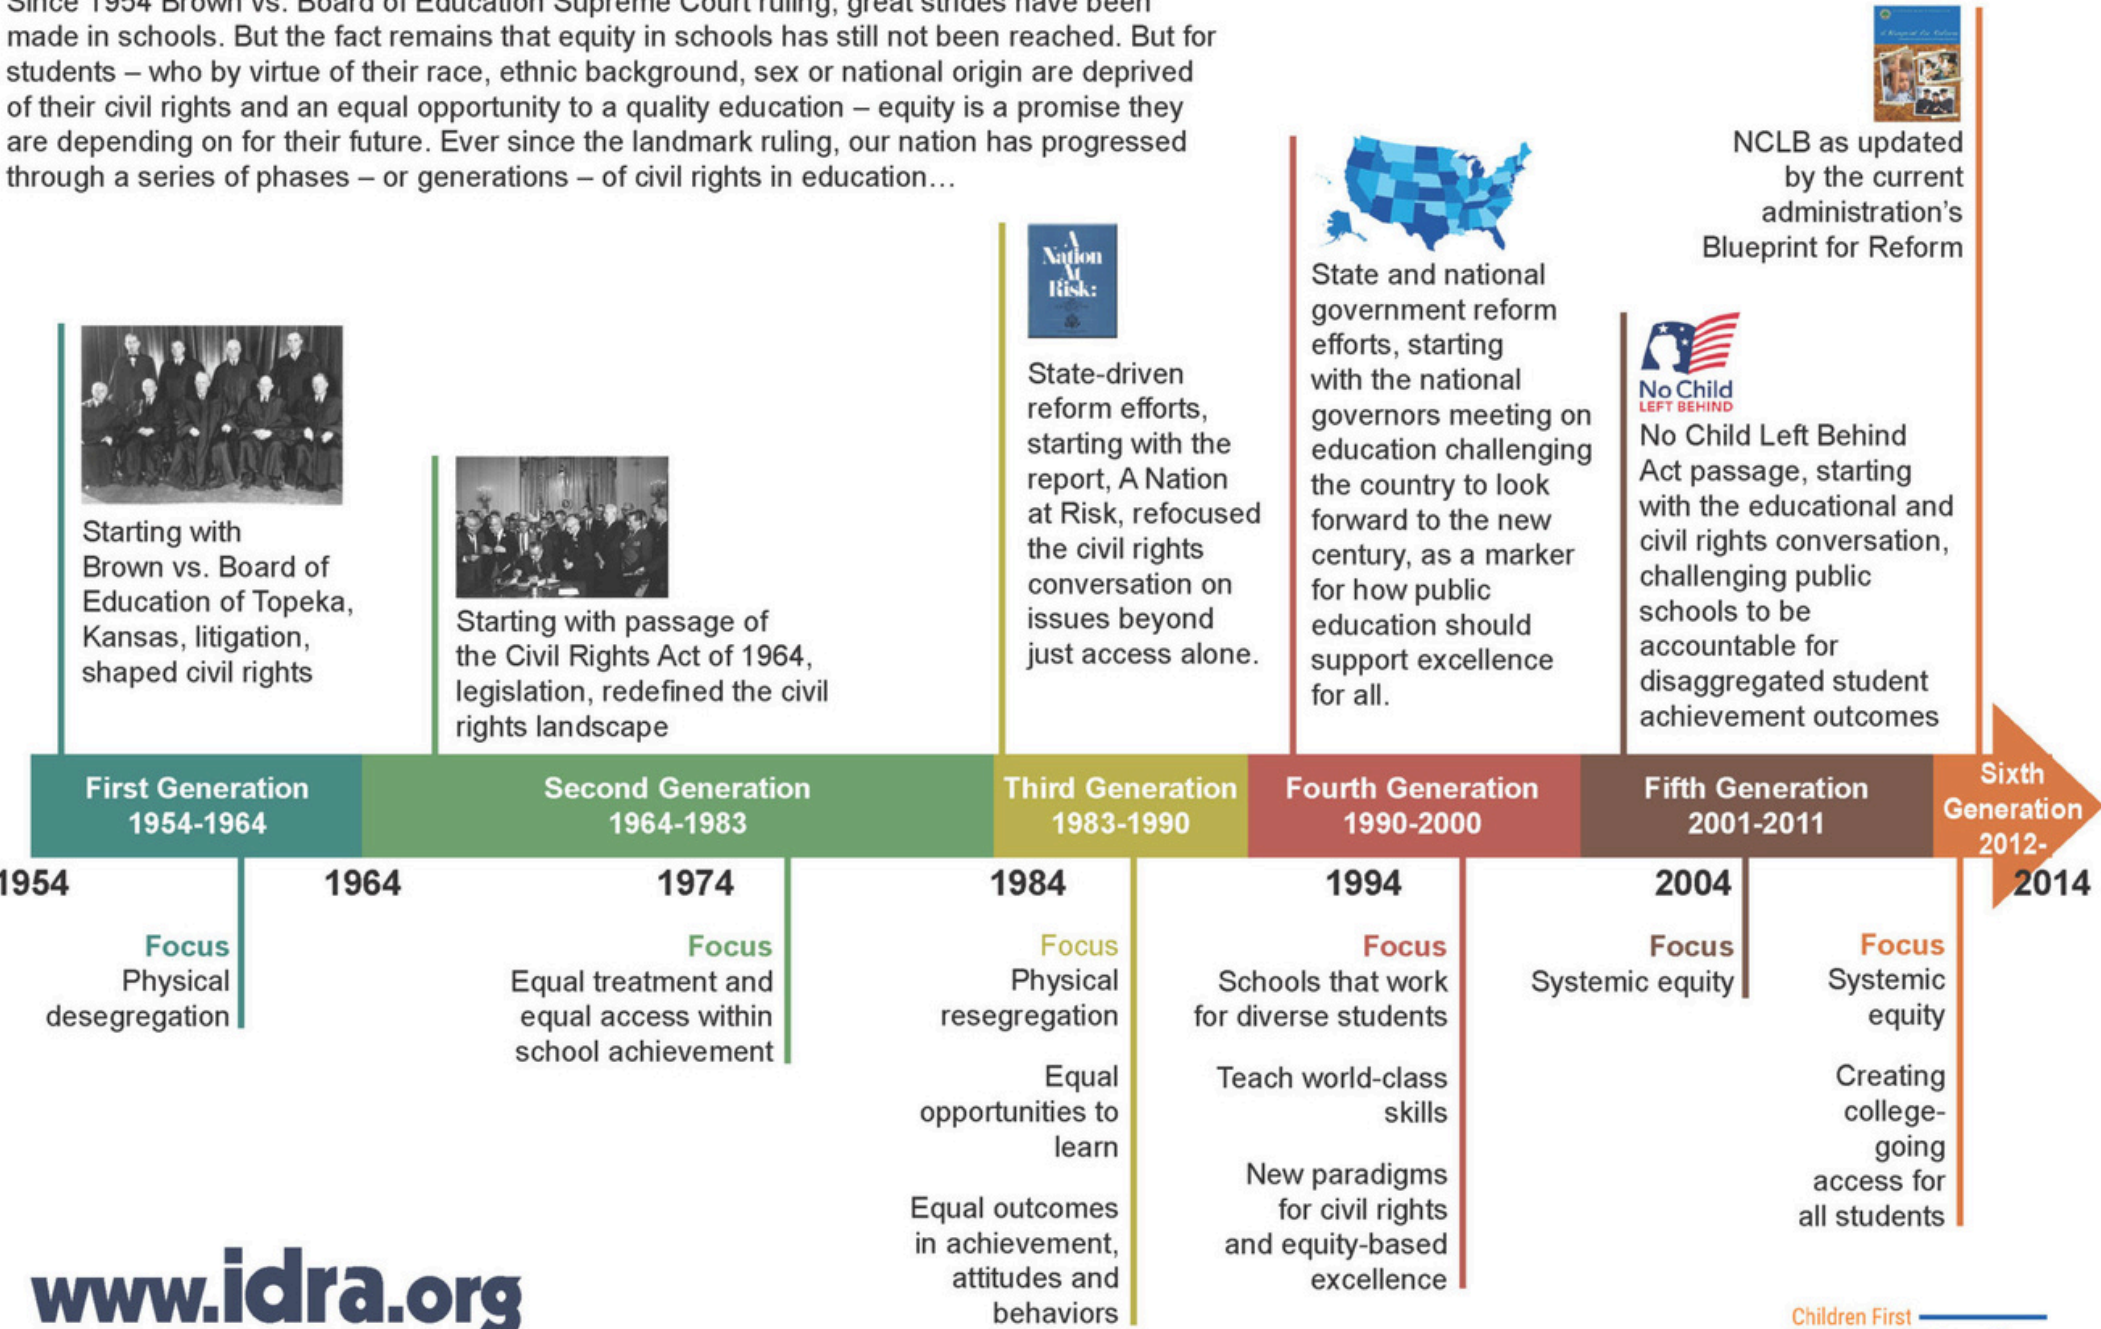 Since 1954 Brown vs. Board of Education Supreme Court ruling, great strides have been
made in schools. But the fact remains that equity in schools has still not been reached. But for
students – who by virtue of their race, ethnic background, sex or national origin are deprived
of their civil rights and an equal opportunity to a quality education – equity is a promise they
are depending on for their future. Ever since the landmark ruling, our nation has progressed
through a series of phases – or generations – of civil rights in education…
Starting with
Brown vs. Board of
Education of Topeka,
Kansas, litigation,
shaped civil rights
Starting with passage of
the Civil Rights Act of 1964,
legislation, redefined the civil
rights landscape
A
Nation
At
Risk:
State-driven
reform efforts,
starting with the
report, A Nation
at Risk, refocused
the civil rights
conversation on
issues beyond
just access alone.
State and national
government reform
efforts, starting
with the national
governors meeting on
education challenging
the country to look
forward to the new
century, as a marker
for how public
education should
support excellence
for all.
No Child
LEFT BEHIND
No Child Left Behind
Act passage, starting
with the educational and
civil rights conversation,
challenging public
schools to be
accountable for
disaggregated student
achievement outcomes
A Blueprint for Reform
NCLB as updated
by the current
administration's
Blueprint for Reform
First Generation
1954-1964
Second Generation
1964-1983
Third Generation
1983-1990
Fourth Generation
1990-2000
Fifth Generation
2001-2011
Sixth
Generation
2012-
1954
1964
1974
1984
1994
2004
2014
Focus
Physical
desegregation
Focus
Equal treatment and
equal access within
school achievement
Focus
Physical
resegregation
Equal
opportunities to
learn
Equal outcomes
in achievement,
attitudes and
behaviors
Focus
Schools that work
for diverse students
Teach world-class
skills
New paradigms
for civil rights
and equity-based
excellence
Focus
Systemic equity
Focus
Systemic
equity
Creating
college-
going
access for
all students
www.idra.org
Children First